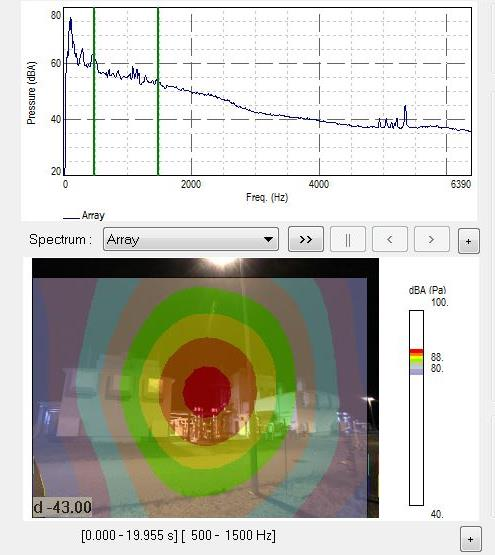 80
60
40
20
Pressure (dBA)
0 2000 4000 6390
Freq. (Hz)
Array
Spectrum : Array >> || < > +
dBA (Pa)
100.
88.
80.
40.
d -43.00
[0.000 - 19.955 s] [ 500 - 1500 Hz] +